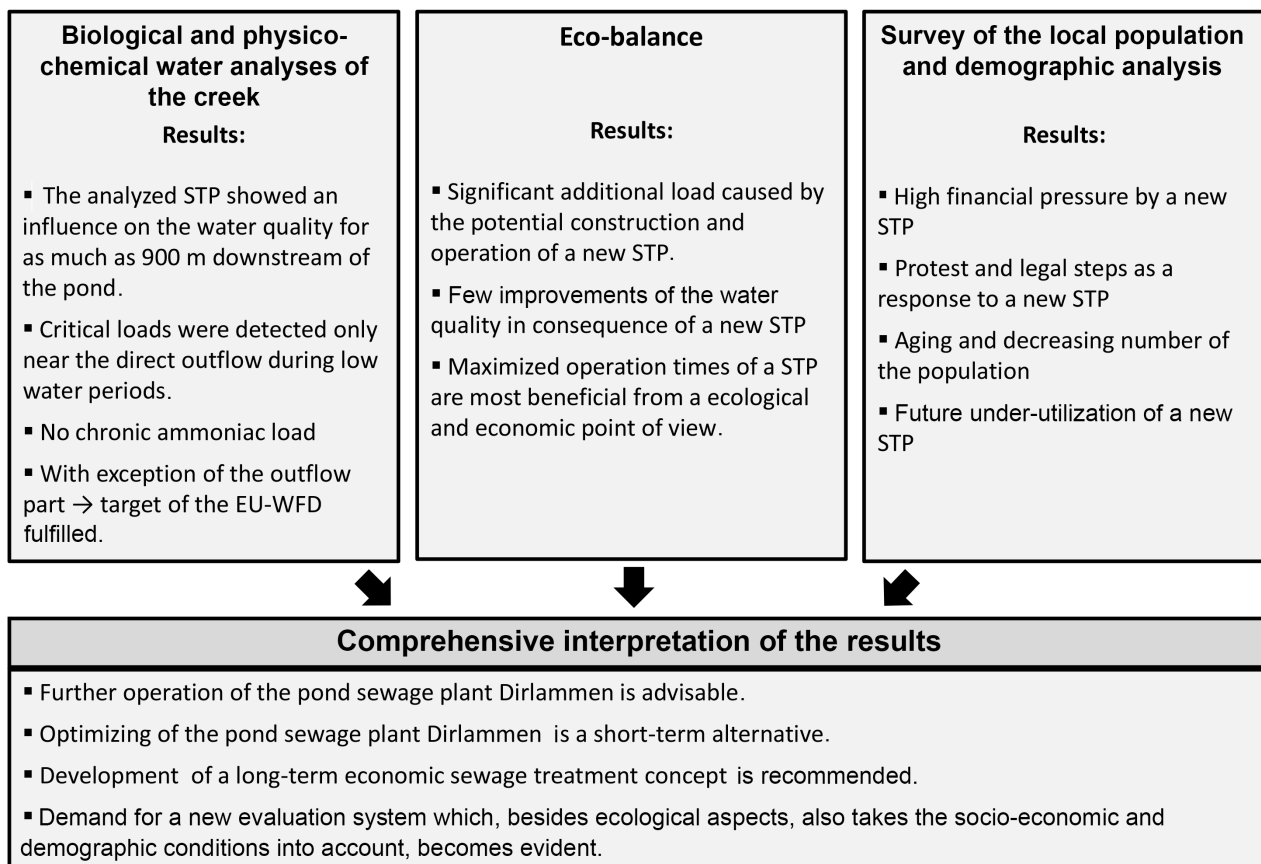 Biological and physico-
chemical water analyses of
the creek
Results:
▪ The analyzed STP showed an
influence on the water quality for
as much as 900 m downstream of
the pond.
▪ Critical loads were detected only
near the direct outflow during low
water periods.
▪ No chronic ammoniac load
▪ With exception of the outflow
part → target of the EU-WFD
fulfilled.
Eco-balance
Results:
▪ Significant additional load caused by
the potential construction and
operation of a new STP.
▪ Few improvements of the water
quality in consequence of a new STP
▪ Maximized operation times of a STP
are most beneficial from a ecological
and economic point of view.
Survey of the local population
and demographic analysis
Results:
▪ High financial pressure by a new
STP
▪ Protest and legal steps as a
response to a new STP
▪ Aging and decreasing number of
the population
▪ Future under-utilization of a new
STP
Comprehensive interpretation of the results
▪ Further operation of the pond sewage plant Dirlammen is advisable.
▪ Optimizing of the pond sewage plant Dirlammen is a short-term alternative.
▪ Development of a long-term economic sewage treatment concept is recommended.
▪ Demand for a new evaluation system which, besides ecological aspects, also takes the socio-economic and
demographic conditions into account, becomes evident.